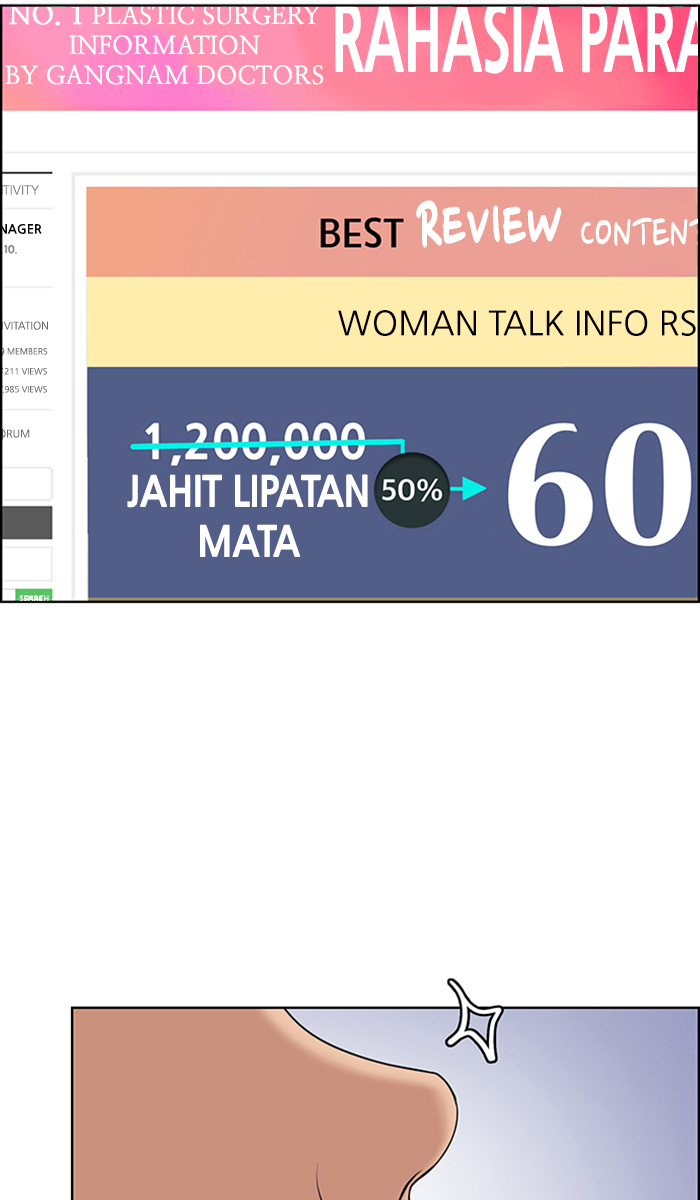 NO. 1 PLASTIC SURGERY
INFORMATION
BY GANGNAM DOCTORS
RAHASIA PARA
TIVITY
NAGER
10.
VITATION
MEMBERS
211 VIEWS
985 VIEWS
ORUM
BEST REVIEW CONTENT
WOMAN TALK INFO RS
1,200,000
JAHIT LIPATAN
MATA
50%
60